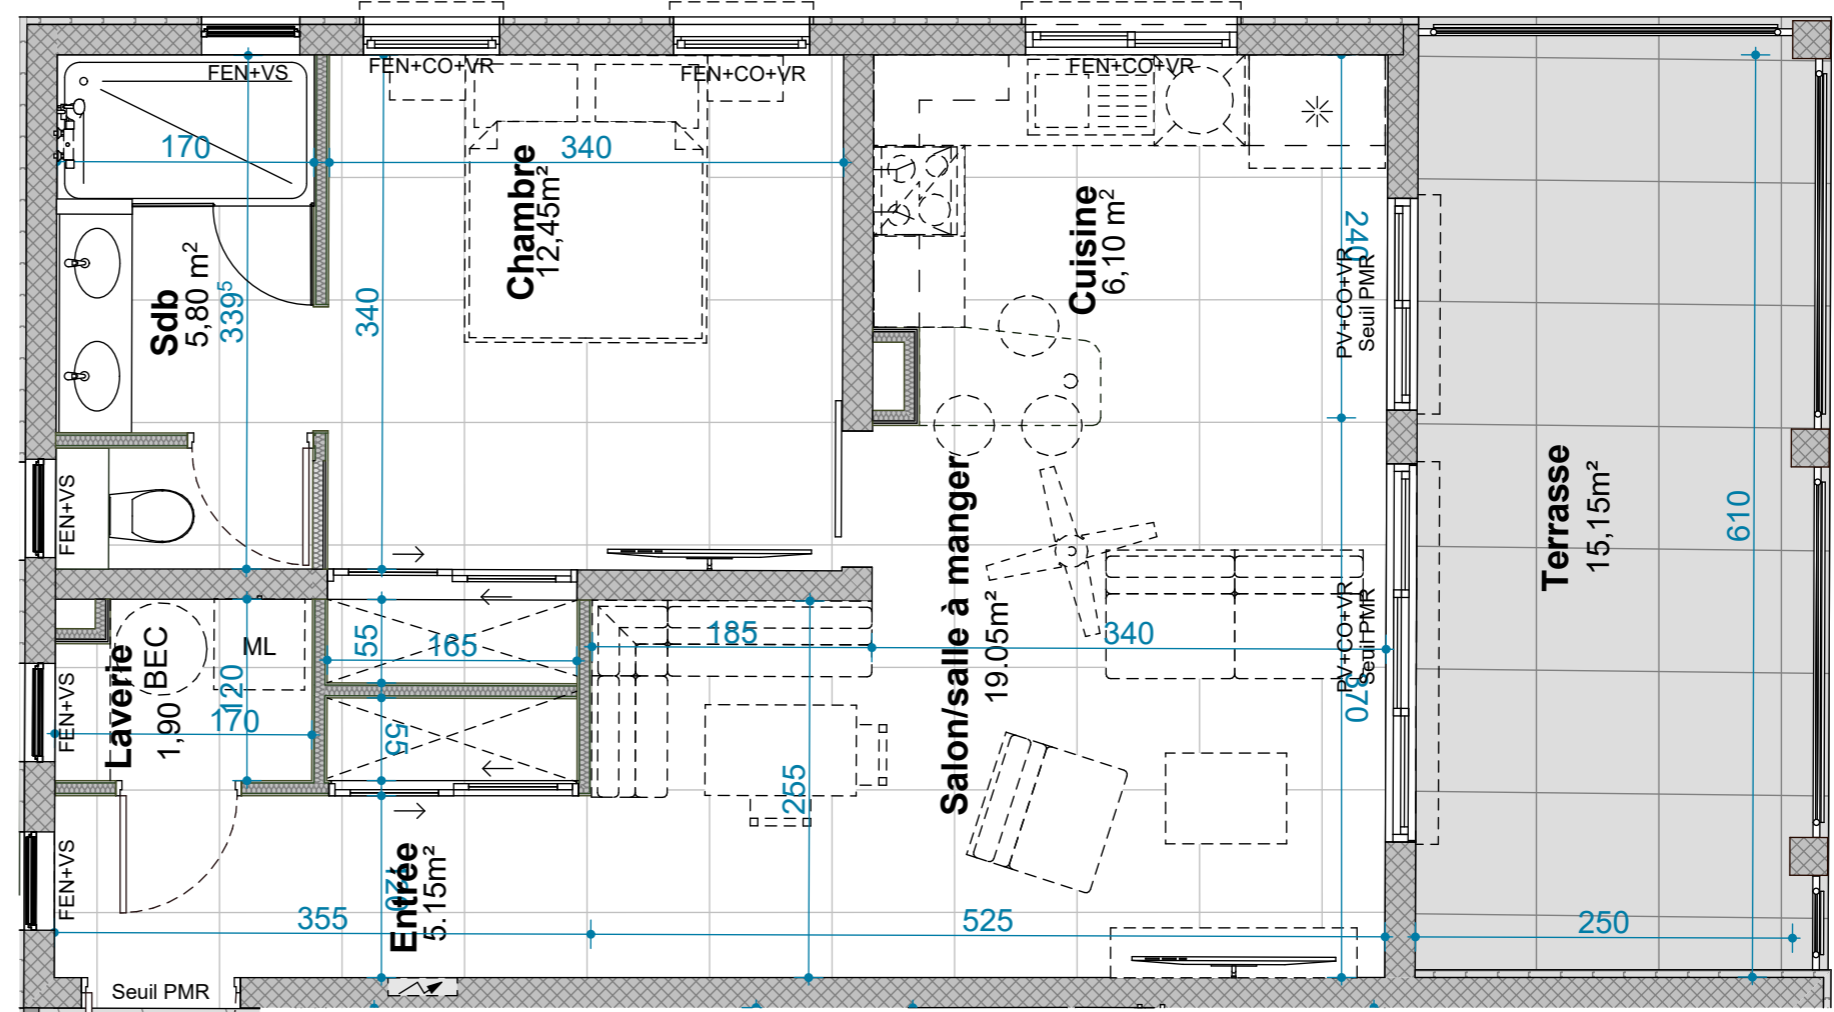 FEN+VS
FEN+CO+VR
FEN+CO+VR
FEN+CO+VR
170
340
Chambre
12,45m²
Cuisine
6,10 m²
240
PV+CO+VR
Seuil PMR
Sdb
5,80 m²
339⁵
340
FEN+VS
Salon/salle à manger
19.05m²
Terrasse
15,15m²
610
Laverie
1,90
BEC
ML
120
170
FEN+VS
55
165
185
340
PV+CO+VR
Seuil PMR
370
55
255
FEN+VS
Entrée
5.15m²
120
355
525
250
Seuil PMR